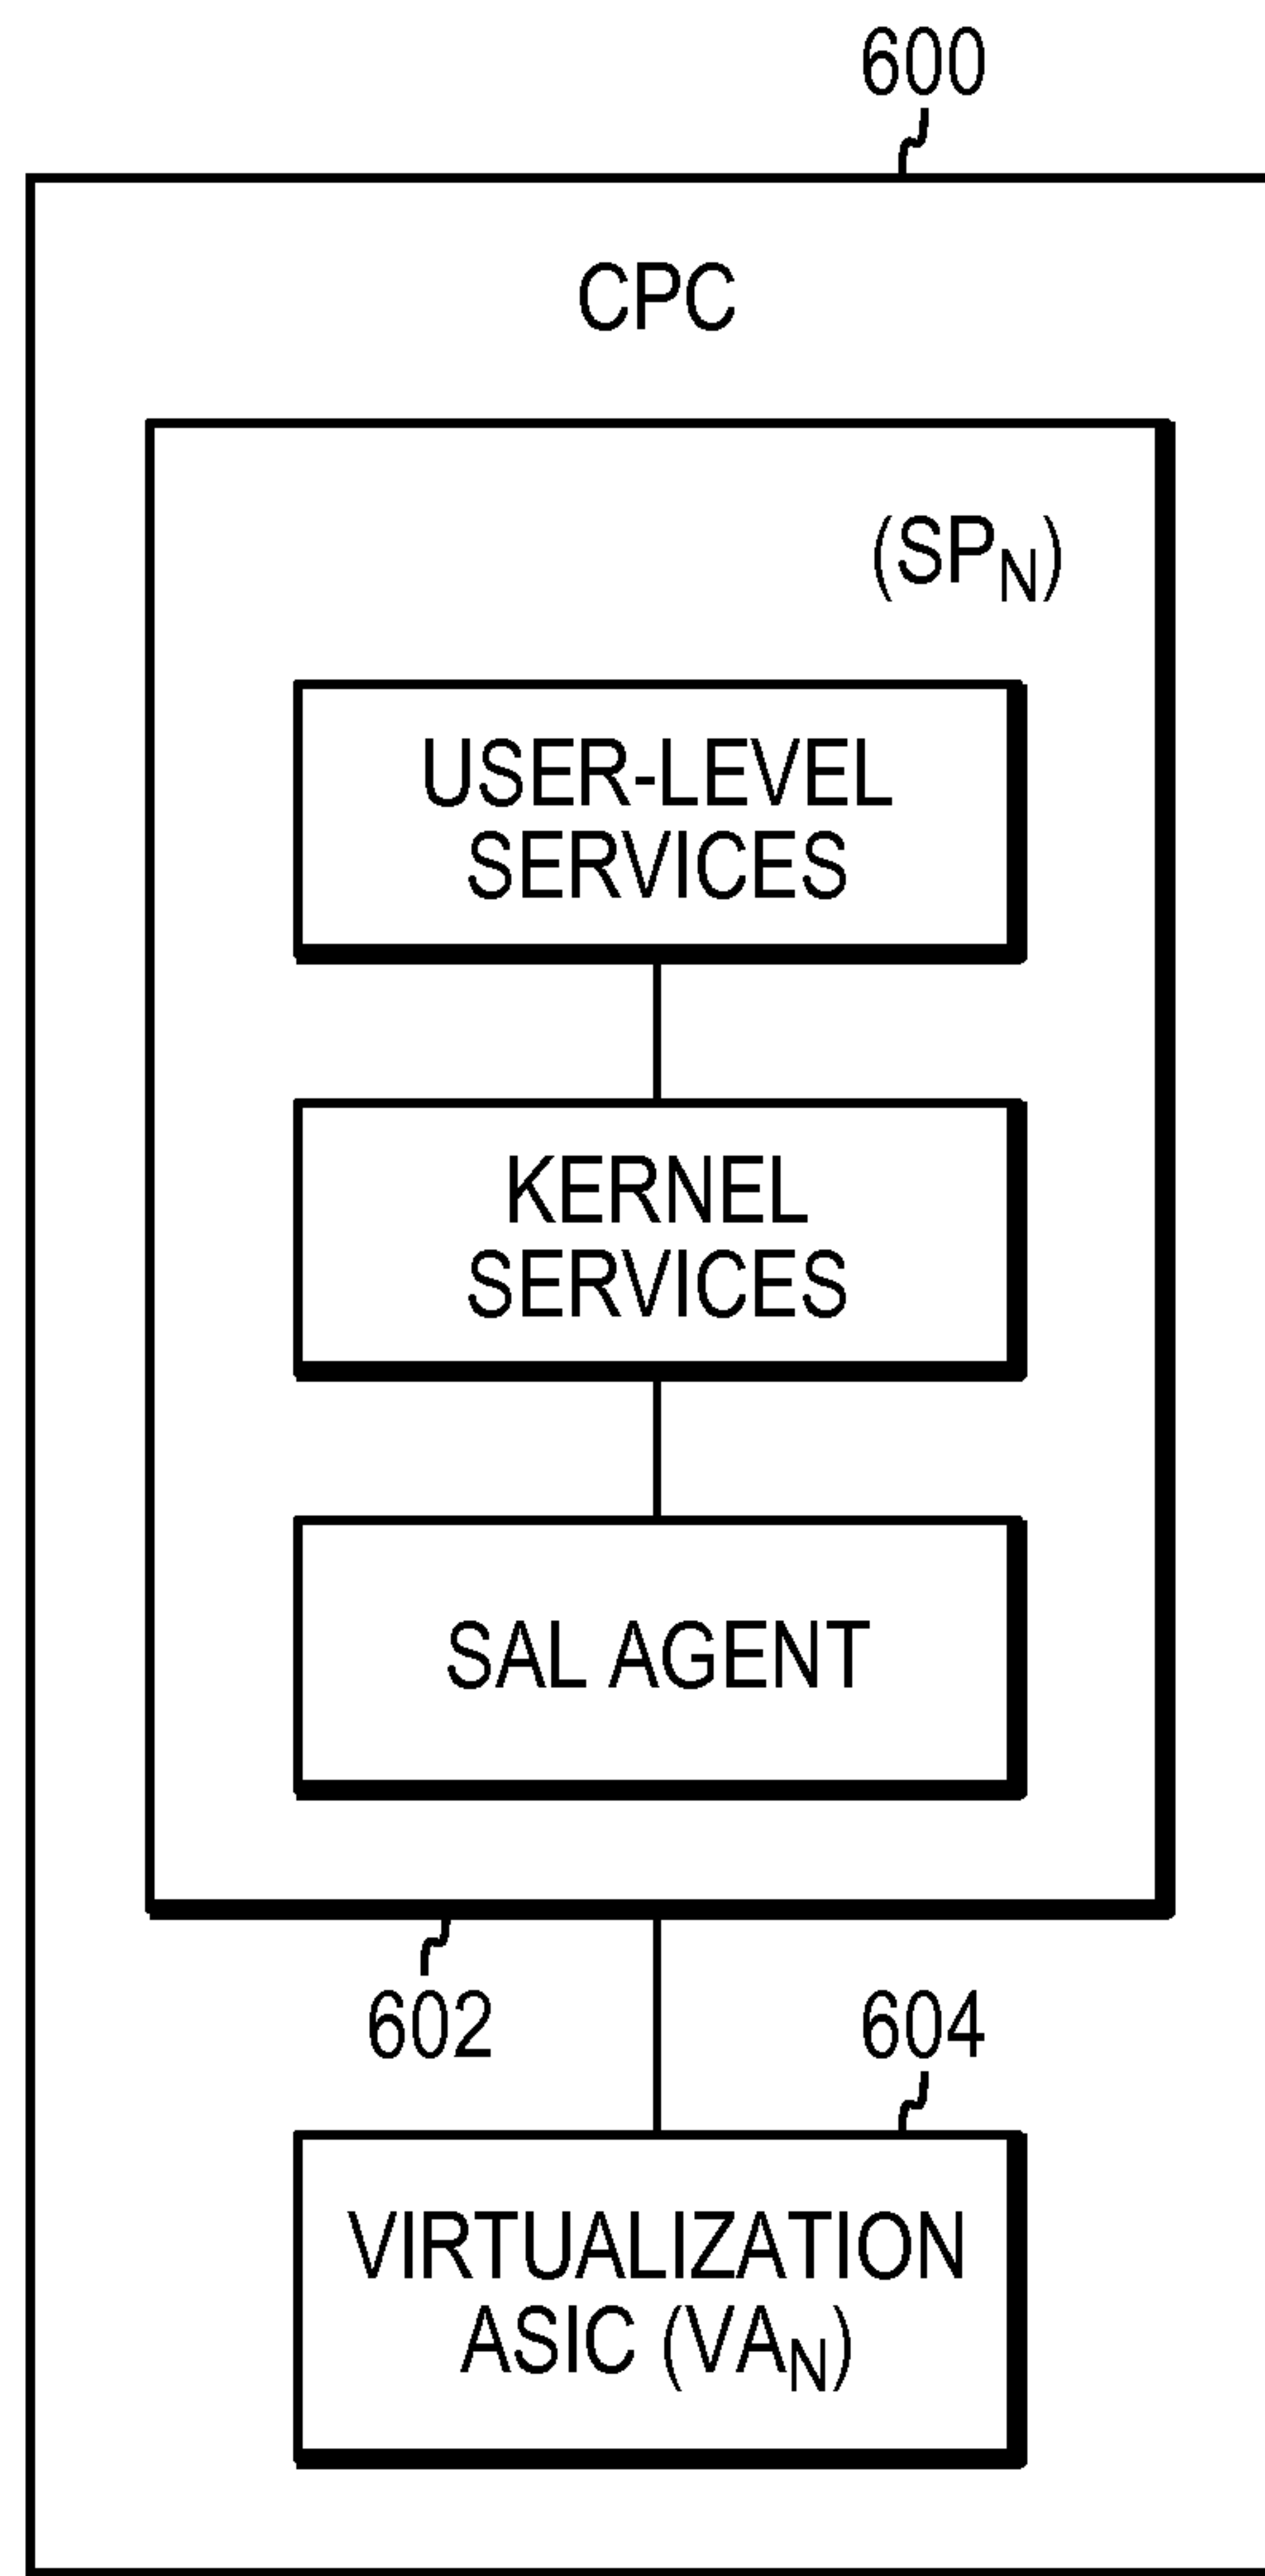 600
CPC
(SPN)
USER-LEVEL
SERVICES
KERNEL
SERVICES
SAL AGENT
602
604
VIRTUALIZATION
ASIC (VAN)